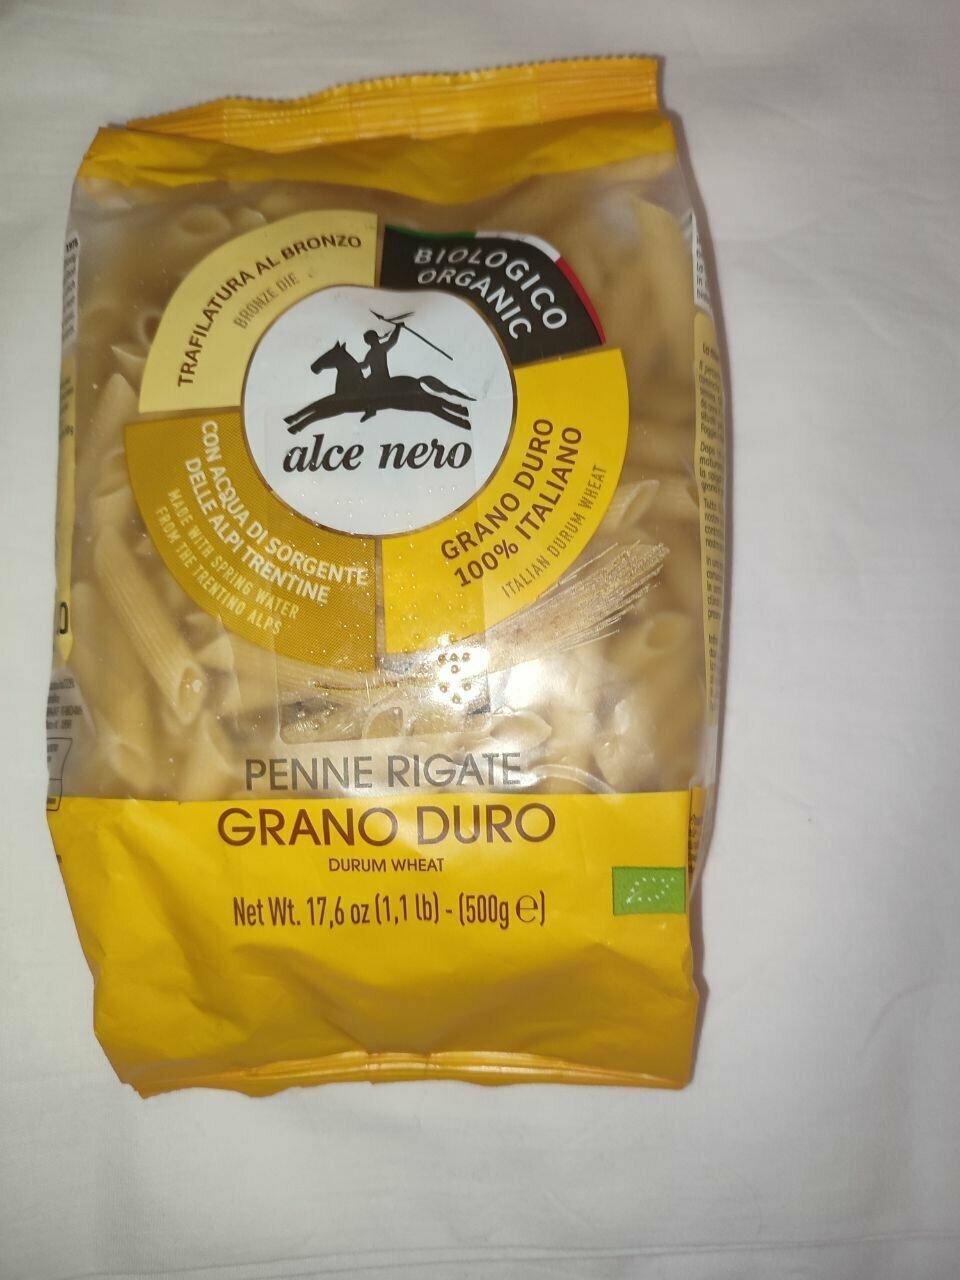 TRAFILATURA AL BRONZO
BRONZE DIE
BIOLOGICO
ORGANIC
alce nero
CON ACQUA DI SORGENTE
DELLE ALPI TRENTINE
MADE WITH SPRING WATER
FROM THE TRENTINO ALPS
GRANO DURO
100% ITALIANO
ITALIAN DURUM WHEAT
PENNE RIGATE
GRANO DURO
DURUM WHEAT
Net Wt. 17,6 oz (1,1 lb) - (500g ℮)